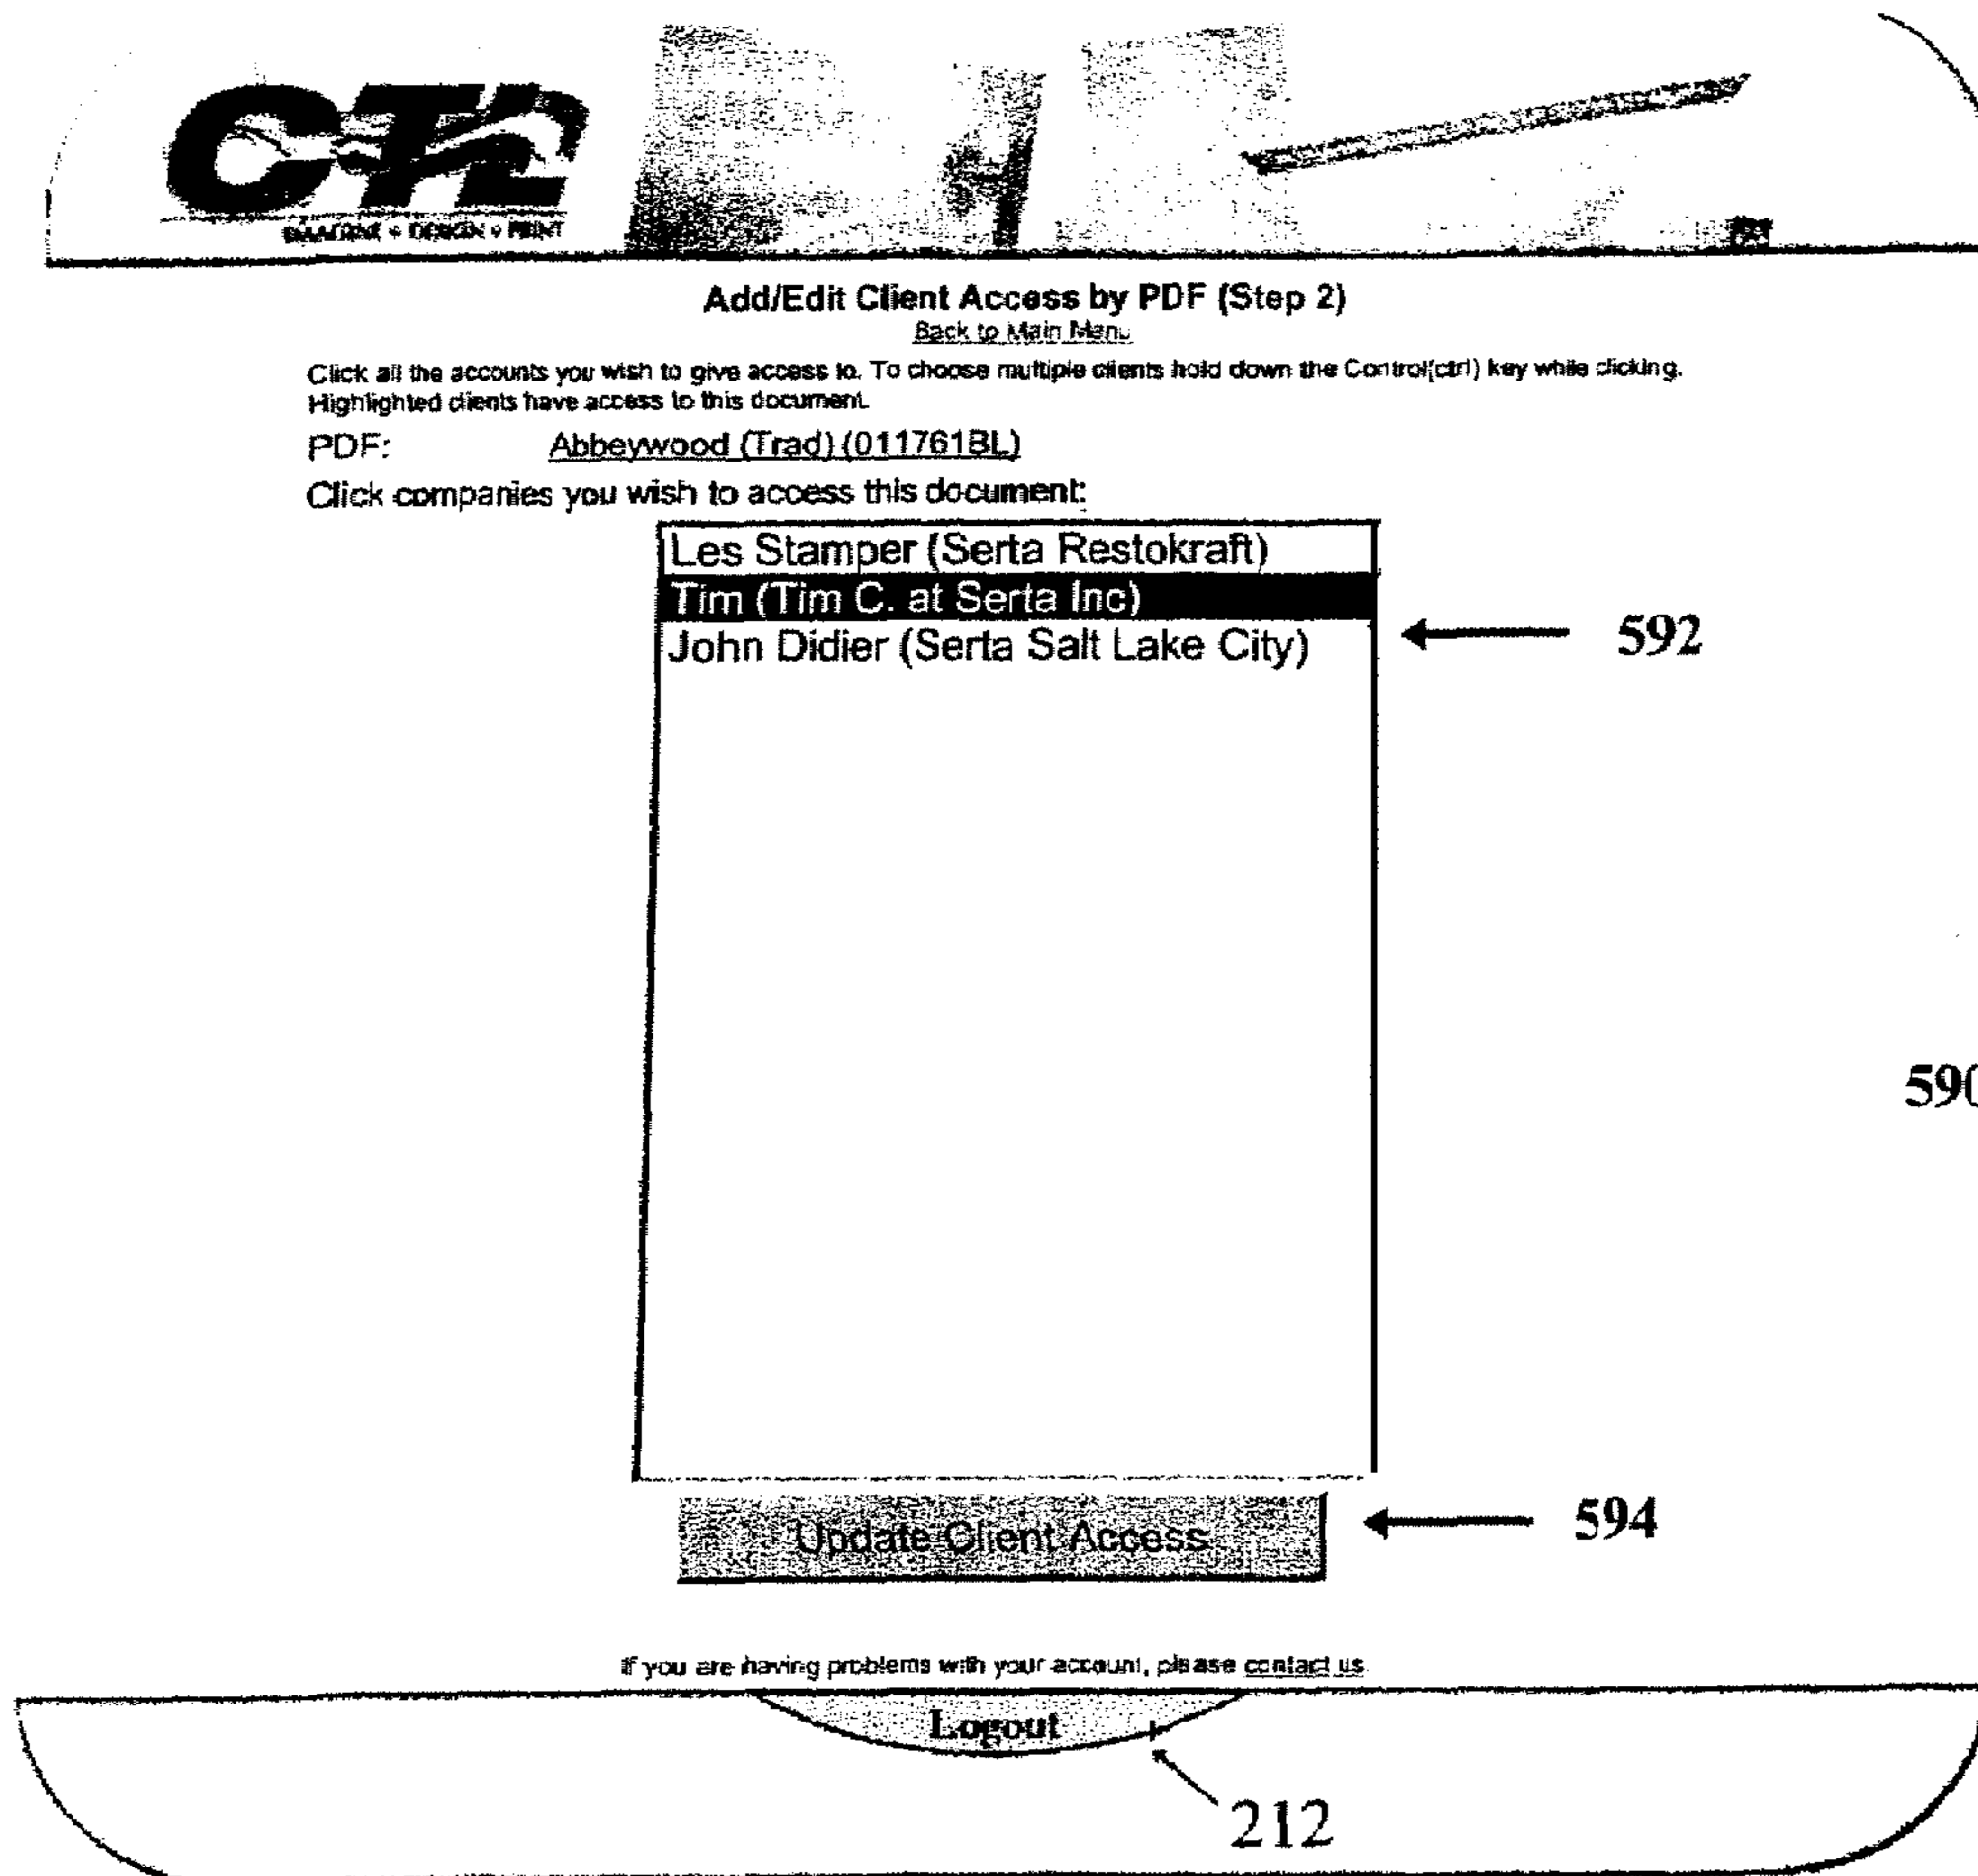 CTL
IMAGINE • DESIGN • PRINT
Add/Edit Client Access by PDF (Step 2)
Back to Main Menu
Click all the accounts you wish to give access to. To choose multiple clients hold down the Control(ctrl) key while clicking.
Highlighted clients have access to this document.
PDF: Abbeywood (Trad) (011761BL)
Click companies you wish to access this document:
Les Stamper (Serta Restokraft)
Tim (Tim C. at Serta Inc)
John Didier (Serta Salt Lake City)
592
590
Update Client Access
594
If you are having problems with your account, please contact us.
Logout
212